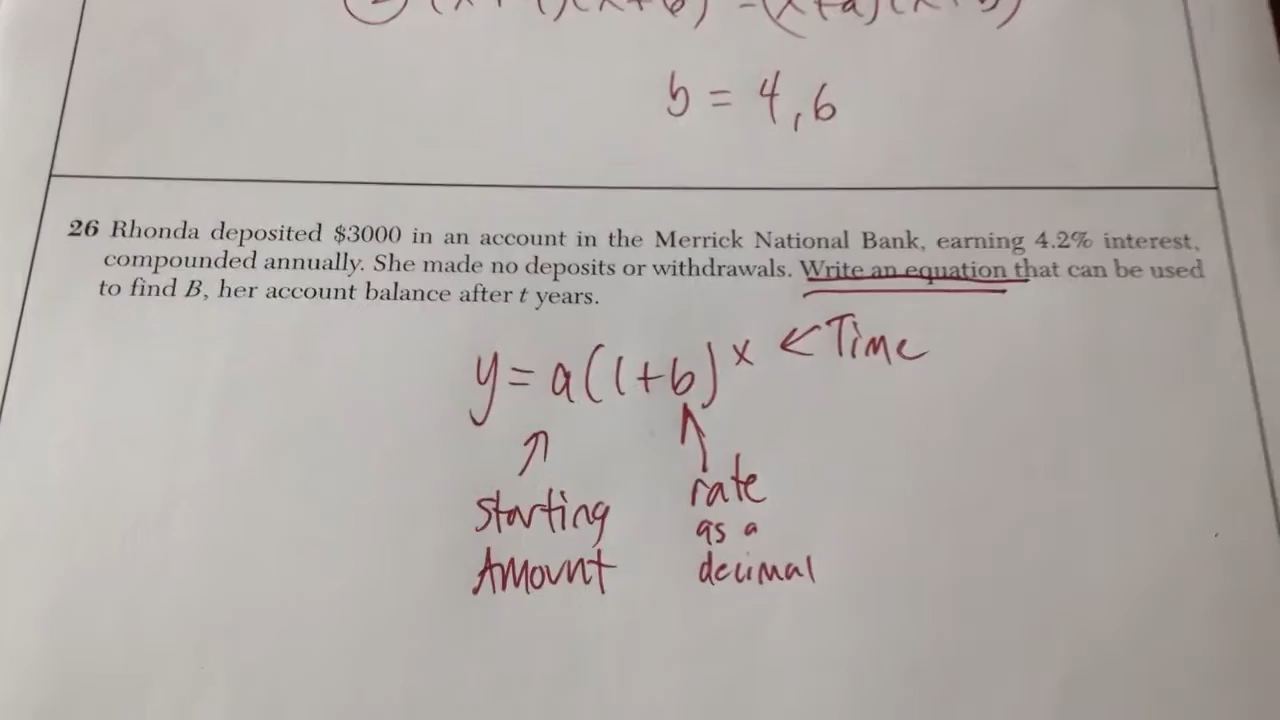 b = 4, 6
26 Rhonda deposited $3000 in an account in the Merrick National Bank, earning 4.2% interest,
compounded annually. She made no deposits or withdrawals. Write an equation that can be used
to find B, her account balance after t years.
y = a(1+b)^x ← Time
Starting
Amount
rate
as a
decimal